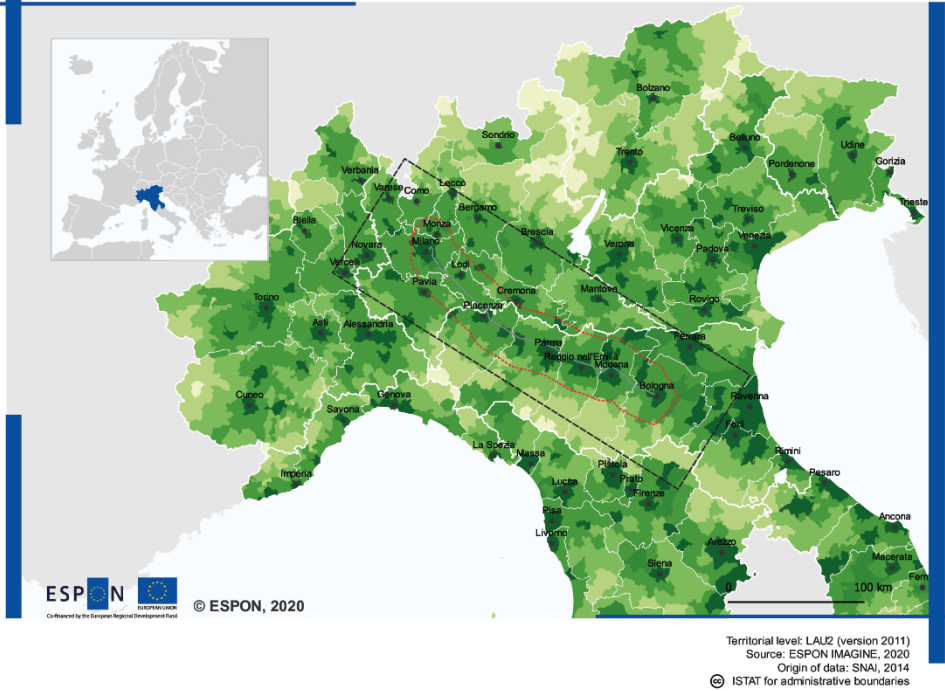 Bolzano
Sondrio
Trento
Belluno
Udine
Pordenone
Gorizia
Verbania
Varese
Como
Lecco
Bergamo
Treviso
Trieste
Biella
Monza
Brescia
Vicenza
Venezia
Novara
Milano
Verona
Padova
Vercelli
Lodi
Pavia
Cremona
Mantova
Rovigo
Torino
Piacenza
Asti
Alessandria
Parma
Ferrara
Reggio nell'Emilia
Modena
Bologna
Cuneo
Genova
Ravenna
Savona
Forlì
La Spezia
Massa
Rimini
Pistoia
Pesaro
Imperia
Lucca
Prato
Firenze
Pisa
Ancona
Livorno
Arezzo
Macerata
Siena
Ferm
0 100 km
ESPON
EUROPEAN UNION
Co-financed by the European Regional Development Fund
© ESPON, 2020
Territorial level: LAU2 (version 2011)
Source: ESPON IMAGINE, 2020
Origin of data: SNAI, 2014
cc ISTAT for administrative boundaries